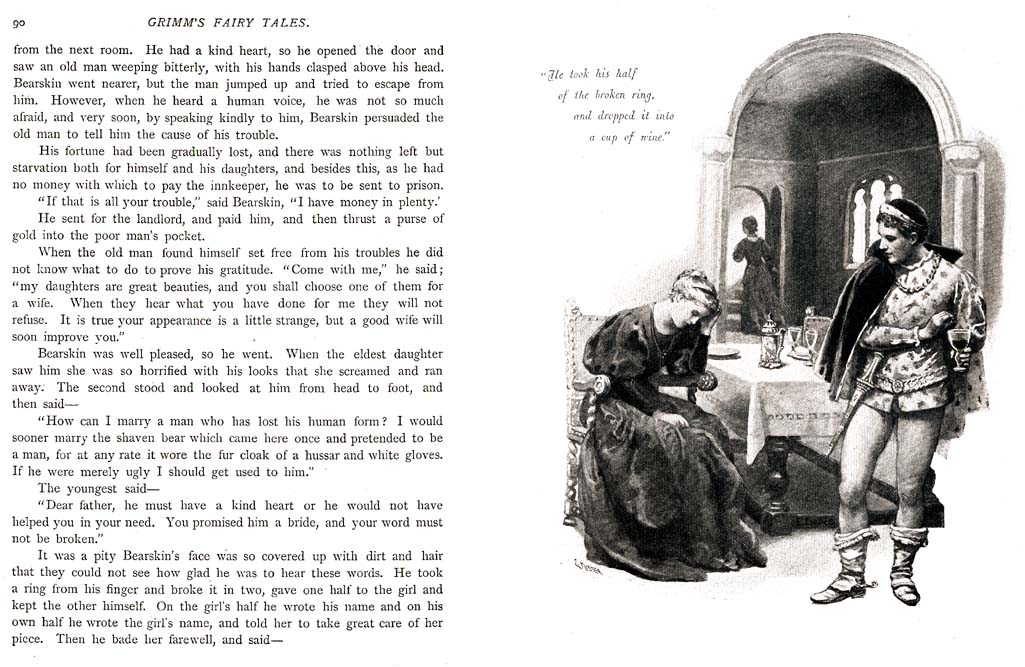 90
GRIMM'S FAIRY TALES.
from the next room. He had a kind heart, so he opened the door and
saw an old man weeping bitterly, with his hands clasped above his head.
Bearskin went nearer, but the man jumped up and tried to escape from
him. However, when he heard a human voice, he was not so much
afraid, and very soon, by speaking kindly to him, Bearskin persuaded the
old man to tell him the cause of his trouble.
His fortune had been gradually lost, and there was nothing left but
starvation both for himself and his daughters, and besides this, as he had
no money with which to pay the innkeeper, he was to be sent to prison.
"If that is all your trouble," said Bearskin, "I have money in plenty.'
He sent for the landlord, and paid him, and then thrust a purse of
gold into the poor man's pocket.
When the old man found himself set free from his troubles he did
not know what to do to prove his gratitude. "Come with me," he said;
"my daughters are great beauties, and you shall choose one of them for
a wife. When they hear what you have done for me they will not
refuse. It is true your appearance is a little strange, but a good wife will
soon improve you."
Bearskin was well pleased, so he went. When the eldest daughter
saw him she was so horrified with his looks that she screamed and ran
away. The second stood and looked at him from head to foot, and
then said—
"How can I marry a man who has lost his human form? I would
sooner marry the shaven bear which came here once and pretended to be
a man, for at any rate it wore the fur cloak of a hussar and white gloves.
If he were merely ugly I should get used to him."
The youngest said—
"Dear father, he must have a kind heart or he would not have
helped you in your need. You promised him a bride, and your word must
not be broken."
It was a pity Bearskin's face was so covered up with dirt and hair
that they could not see how glad he was to hear these words. He took
a ring from his finger and broke it in two, gave one half to the girl and
kept the other himself. On the girl's half he wrote his name and on his
own half he wrote the girl's name, and told her to take great care of her
piece. Then he bade her farewell, and said—
"He took his half
of the broken ring,
and dropped it into
a cup of wine."